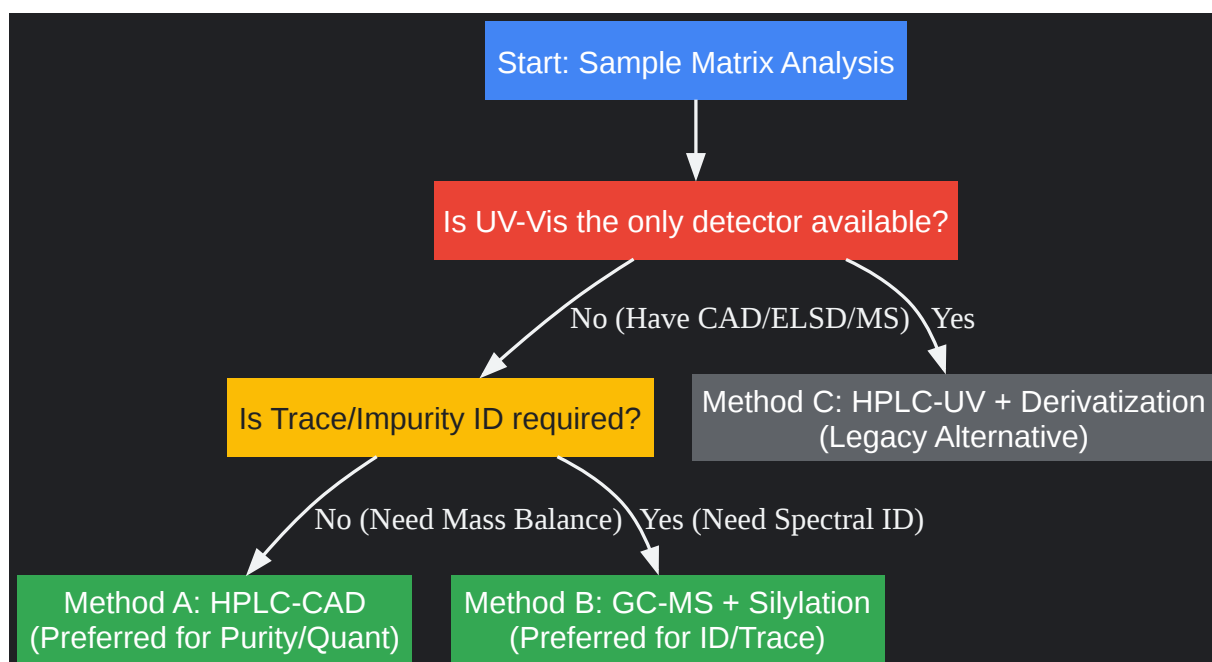 Start: Sample Matrix Analysis
Is UV-Vis the only detector available?
No (Have CAD/ELSD/MS)
Yes
Is Trace/Impurity ID required?
Method C: HPLC-UV + Derivatization
(Legacy Alternative)
No (Need Mass Balance)
Yes (Need Spectral ID)
Method A: HPLC-CAD
(Preferred for Purity/Quant)
Method B: GC-MS + Silylation
(Preferred for ID/Trace)